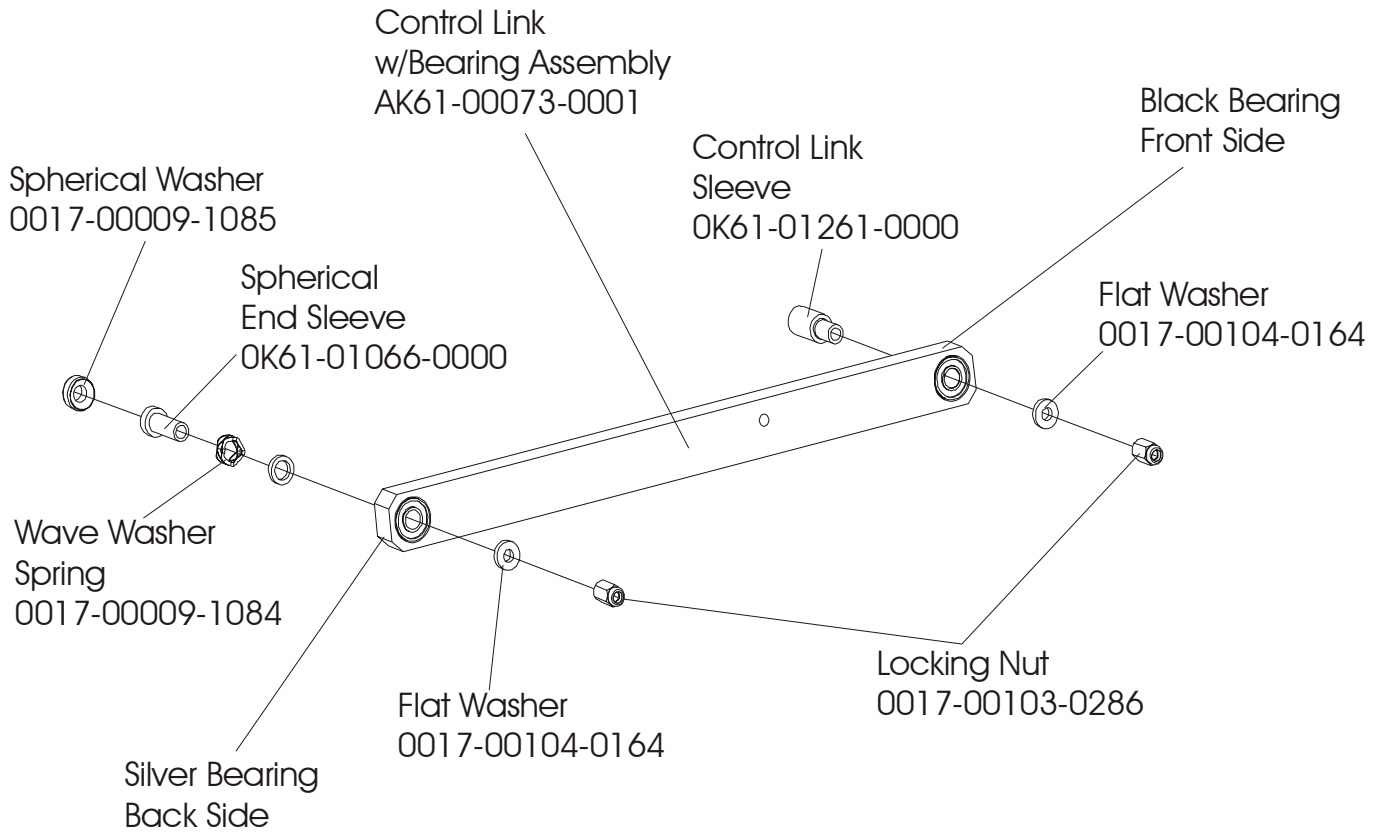 Control Link
w/Bearing Assembly
AK61-00073-0001
Black Bearing
Front Side
Control Link
Sleeve
0K61-01261-0000
Spherical Washer
0017-00009-1085
Spherical
End Sleeve
0K61-01066-0000
Flat Washer
0017-00104-0164
Wave Washer
Spring
0017-00009-1084
Locking Nut
0017-00103-0286
Flat Washer
0017-00104-0164
Silver Bearing
Back Side